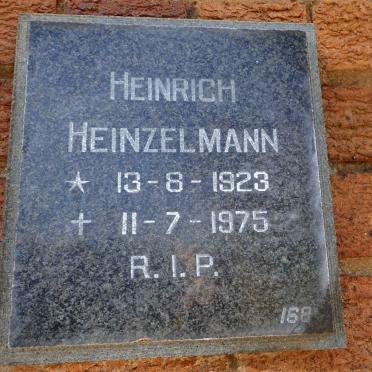 HEINRICH
HEINZELMANN
* 13-8-1923
+ 11-7-1975
R.I.P.
168